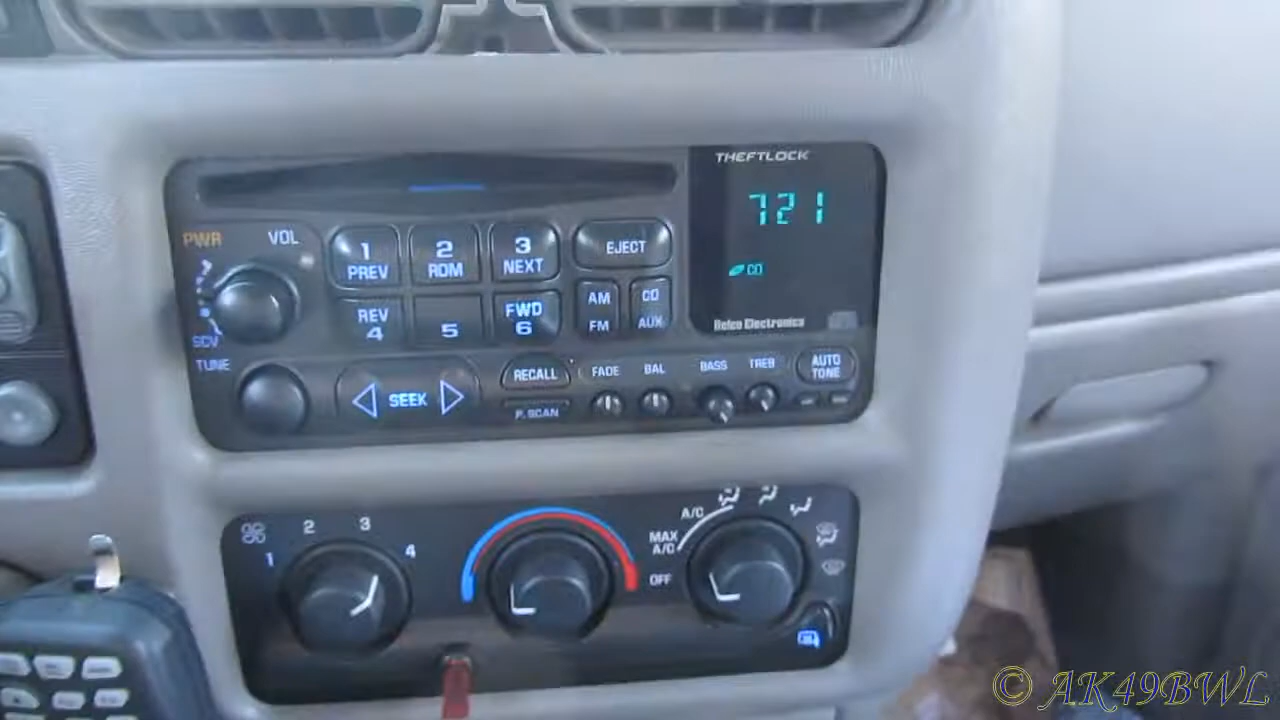 THEFTLOCK
721
CD
Delco Electronics
PWR
VOL
1
PREV
2
RDM
3
NEXT
EJECT
REV
4
5
FWD
6
AM
FM
CD
AUX
SCV
TUNE
SEEK
RECALL
P.SCAN
FADE
BAL
BASS
TREB
AUTO
TONE
1
2
3
4
A/C
MAX
A/C
OFF
© AK49BWL